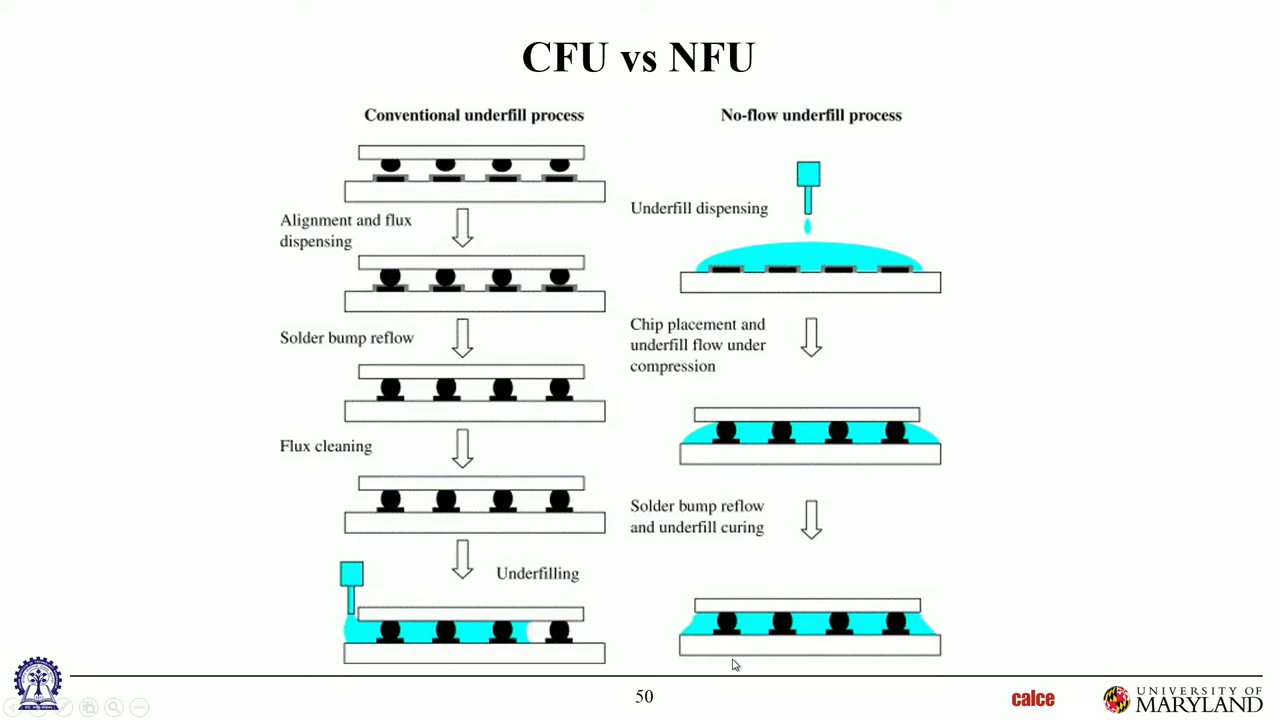 CFU vs NFU
Conventional underfill process
Alignment and flux
dispensing
Solder bump reflow
Flux cleaning
Underfilling
No-flow underfill process
Underfill dispensing
Chip placement and
underfill flow under
compression
Solder bump reflow
and underfill curing
50
calce
UNIVERSITY OF
MARYLAND